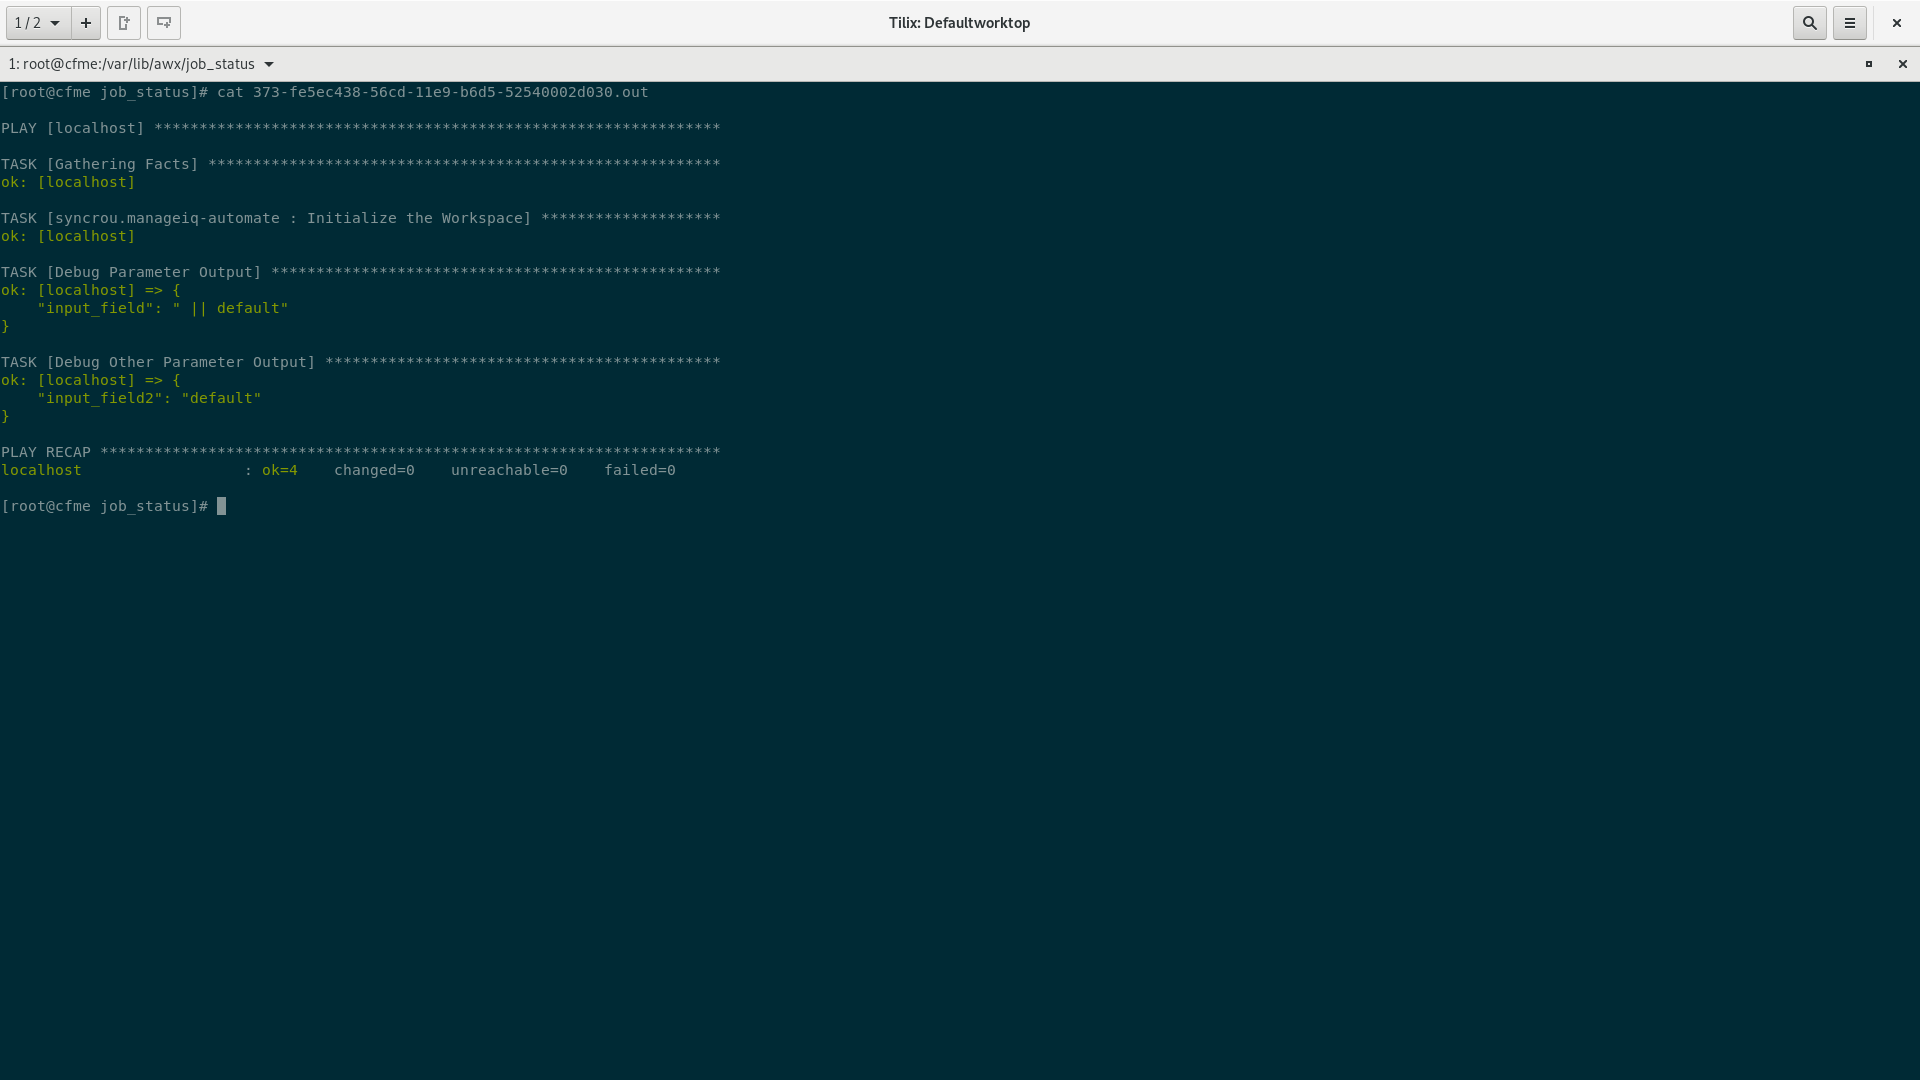 1 / 2
Tilix: Defaultworktop
1: root@cfme:/var/lib/awx/job_status
[root@cfme job_status]# cat 373-fe5ec438-56cd-11e9-b6d5-52540002d030.out
PLAY [localhost] ***************************************************************
TASK [Gathering Facts] *********************************************************
ok: [localhost]
TASK [syncrou.manageiq-automate : Initialize the Workspace] ********************
ok: [localhost]
TASK [Debug Parameter Output] **************************************************
ok: [localhost] => {
    "input_field": " || default"
}
TASK [Debug Other Parameter Output] ********************************************
ok: [localhost] => {
    "input_field2": "default"
}
PLAY RECAP *********************************************************************
localhost                  : ok=4    changed=0    unreachable=0    failed=0
[root@cfme job_status]#